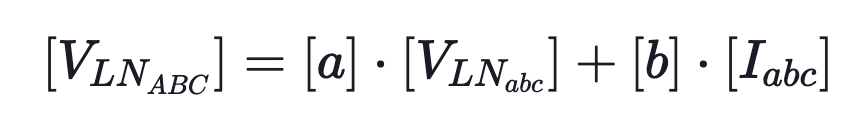 [V_{LN_{ABC}}] = [a] · [V_{LN_{abc}}] + [b] · [I_{abc}]